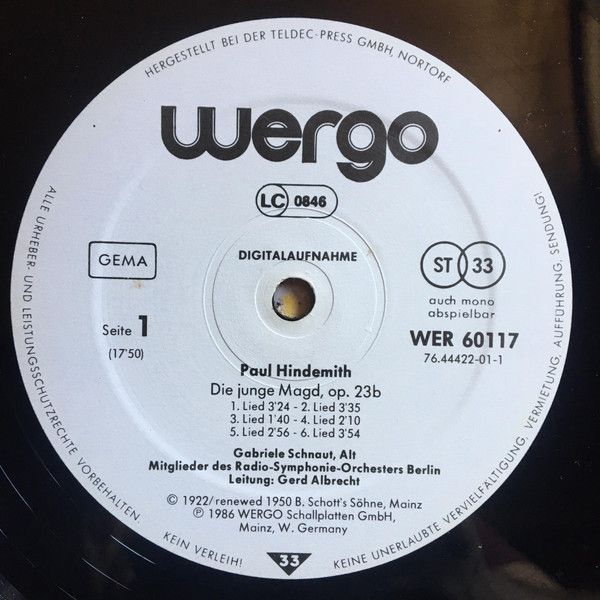 HERGESTELLT BEI DER TELDEC-PRESS GMBH, NORTORF
wergo
LC 0846
DIGITALAUFNAHME
GEMA
ST 33
auch mono
abspielbar
Seite 1
(17'50)
WER 60117
76.44422-01-1
Paul Hindemith
Die junge Magd, op. 23b
1. Lied 3'24 - 2. Lied 3'35
3. Lied 1'40 - 4. Lied 2'10
5. Lied 2'56 - 6. Lied 3'54
Gabriele Schnaut, Alt
Mitglieder des Radio-Symphonie-Orchesters Berlin
Leitung: Gerd Albrecht
© 1922/renewed 1950 B. Schott's Söhne, Mainz
℗ 1986 WERGO Schallplatten GmbH,
Mainz, W. Germany
ALLE URHEBER- UND LEISTUNGSSCHUTZRECHTE VORBEHALTEN.
KEIN VERLEIH!
33
KEINE UNERLAUBTE VERVIELFÄLTIGUNG, VERMIETUNG, AUFFÜHRUNG, SENDUNG!